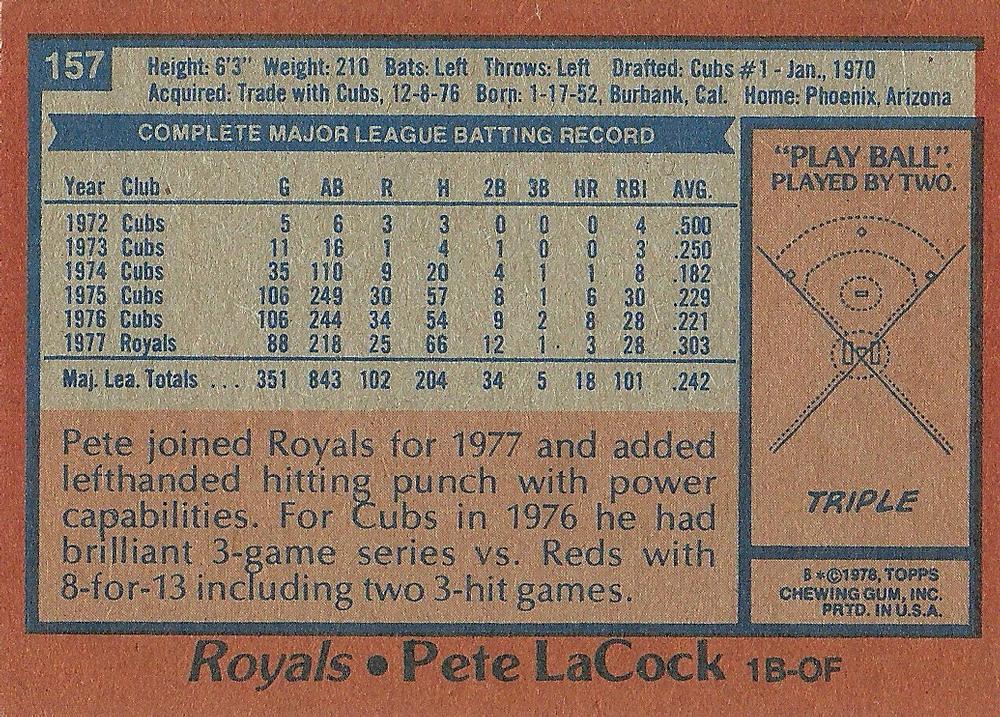 157
Height: 6'3" Weight: 210 Bats: Left Throws: Left Drafted: Cubs #1 - Jan., 1970
Acquired: Trade with Cubs, 12-8-76 Born: 1-17-52, Burbank, Cal. Home: Phoenix, Arizona
COMPLETE MAJOR LEAGUE BATTING RECORD
Year Club G AB R H 2B 3B HR RBI AVG.
1972 Cubs 5 6 3 3 0 0 0 4 .500
1973 Cubs 11 16 1 4 1 0 0 3 .250
1974 Cubs 35 110 9 20 4 1 1 8 .182
1975 Cubs 106 249 30 57 8 1 6 30 .229
1976 Cubs 106 244 34 54 9 2 8 28 .221
1977 Royals 88 218 25 66 12 1 3 28 .303
Maj. Lea. Totals ... 351 843 102 204 34 5 18 101 .242
Pete joined Royals for 1977 and added
lefthanded hitting punch with power
capabilities. For Cubs in 1976 he had
brilliant 3-game series vs. Reds with
8-for-13 including two 3-hit games.
"PLAY BALL".
PLAYED BY TWO.
TRIPLE
B *©1978, TOPPS
CHEWING GUM, INC.
PRTD. IN U.S.A.
Royals • Pete LaCock 1B-OF